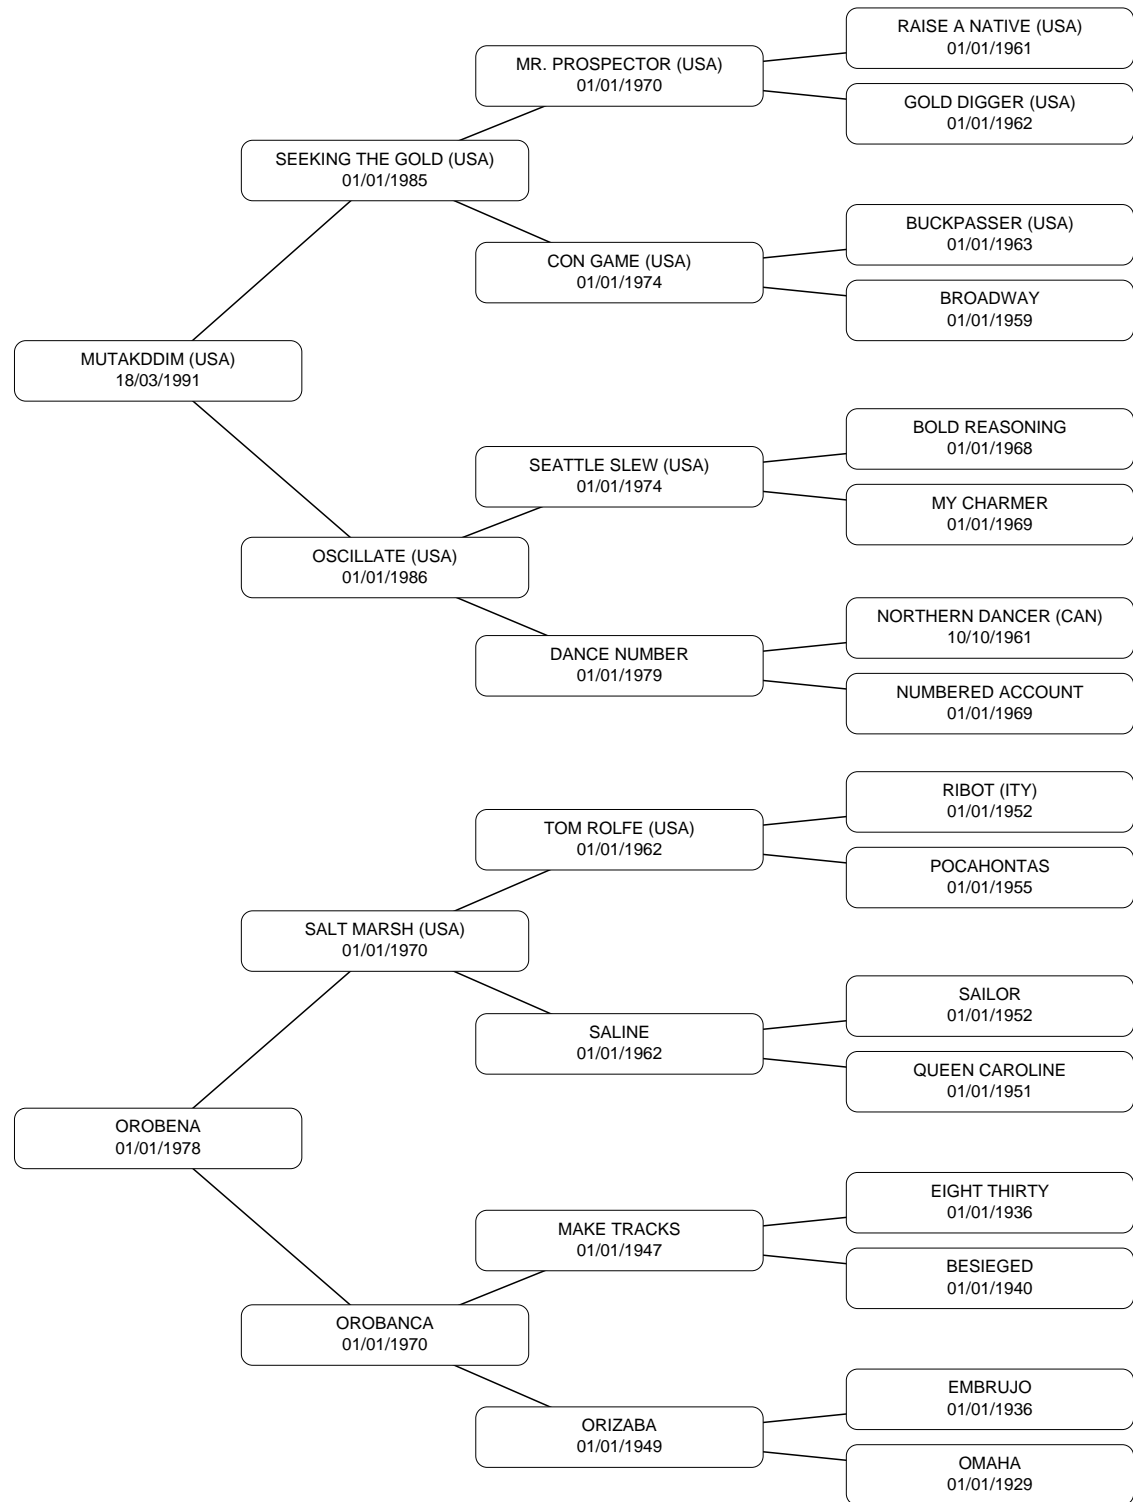 RAISE A NATIVE (USA)
01/01/1961
MR. PROSPECTOR (USA)
01/01/1970
GOLD DIGGER (USA)
01/01/1962
SEEKING THE GOLD (USA)
01/01/1985
BUCKPASSER (USA)
01/01/1963
CON GAME (USA)
01/01/1974
BROADWAY
01/01/1959
MUTAKDDIM (USA)
18/03/1991
BOLD REASONING
01/01/1968
SEATTLE SLEW (USA)
01/01/1974
MY CHARMER
01/01/1969
OSCILLATE (USA)
01/01/1986
NORTHERN DANCER (CAN)
10/10/1961
DANCE NUMBER
01/01/1979
NUMBERED ACCOUNT
01/01/1969
RIBOT (ITY)
01/01/1952
TOM ROLFE (USA)
01/01/1962
POCAHONTAS
01/01/1955
SALT MARSH (USA)
01/01/1970
SAILOR
01/01/1952
SALINE
01/01/1962
QUEEN CAROLINE
01/01/1951
OROBENA
01/01/1978
EIGHT THIRTY
01/01/1936
MAKE TRACKS
01/01/1947
BESIEGED
01/01/1940
OROBANCA
01/01/1970
EMBRUJO
01/01/1936
ORIZABA
01/01/1949
OMAHA
01/01/1929